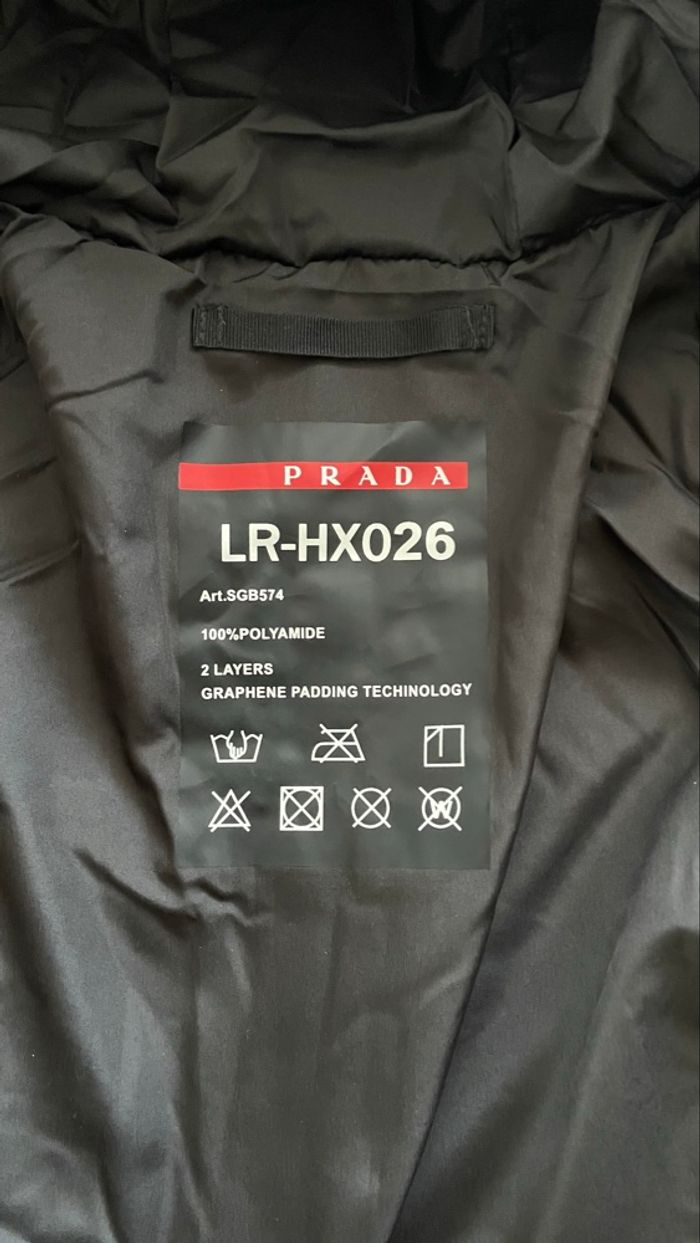 PRADA
LR-HX026
Art.SGB574
100%POLYAMIDE
2 LAYERS
GRAPHENE PADDING TECHINOLOGY
W